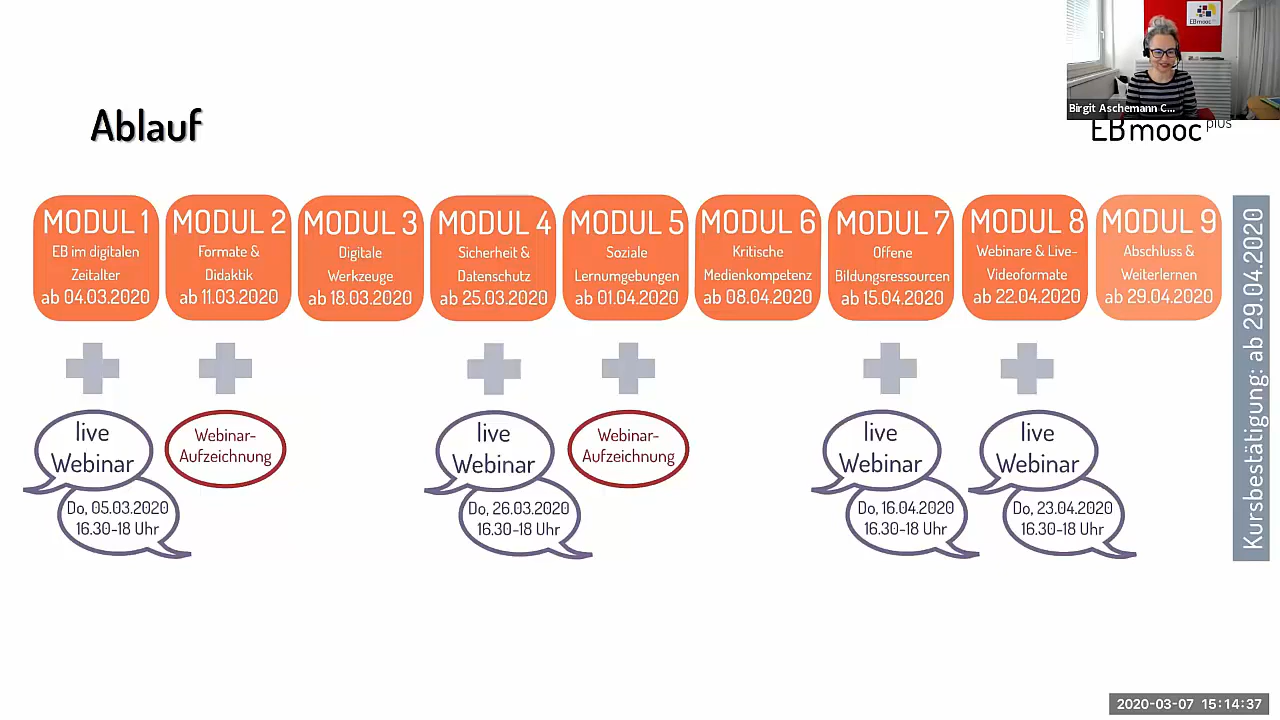 EBmooc
Birgit Aschemann C...
Ablauf
EBmooc plus
MODUL 1
EB im digitalen
Zeitalter
ab 04.03.2020
MODUL 2
Formate &
Didaktik
ab 11.03.2020
MODUL 3
Digitale
Werkzeuge
ab 18.03.2020
MODUL 4
Sicherheit &
Datenschutz
ab 25.03.2020
MODUL 5
Soziale
Lernumgebungen
ab 01.04.2020
MODUL 6
Kritische
Medienkompetenz
ab 08.04.2020
MODUL 7
Offene
Bildungsressourcen
ab 15.04.2020
MODUL 8
Webinare & Live-
Videoformate
ab 22.04.2020
MODUL 9
Abschluss &
Weiterlernen
ab 29.04.2020
Kursbestätigung: ab 29.04.2020
live
Webinar
Do, 05.03.2020
16.30-18 Uhr
Webinar-
Aufzeichnung
live
Webinar
Do, 26.03.2020
16.30-18 Uhr
Webinar-
Aufzeichnung
live
Webinar
Do, 16.04.2020
16.30-18 Uhr
live
Webinar
Do, 23.04.2020
16.30-18 Uhr
2020-03-07 15:14:37